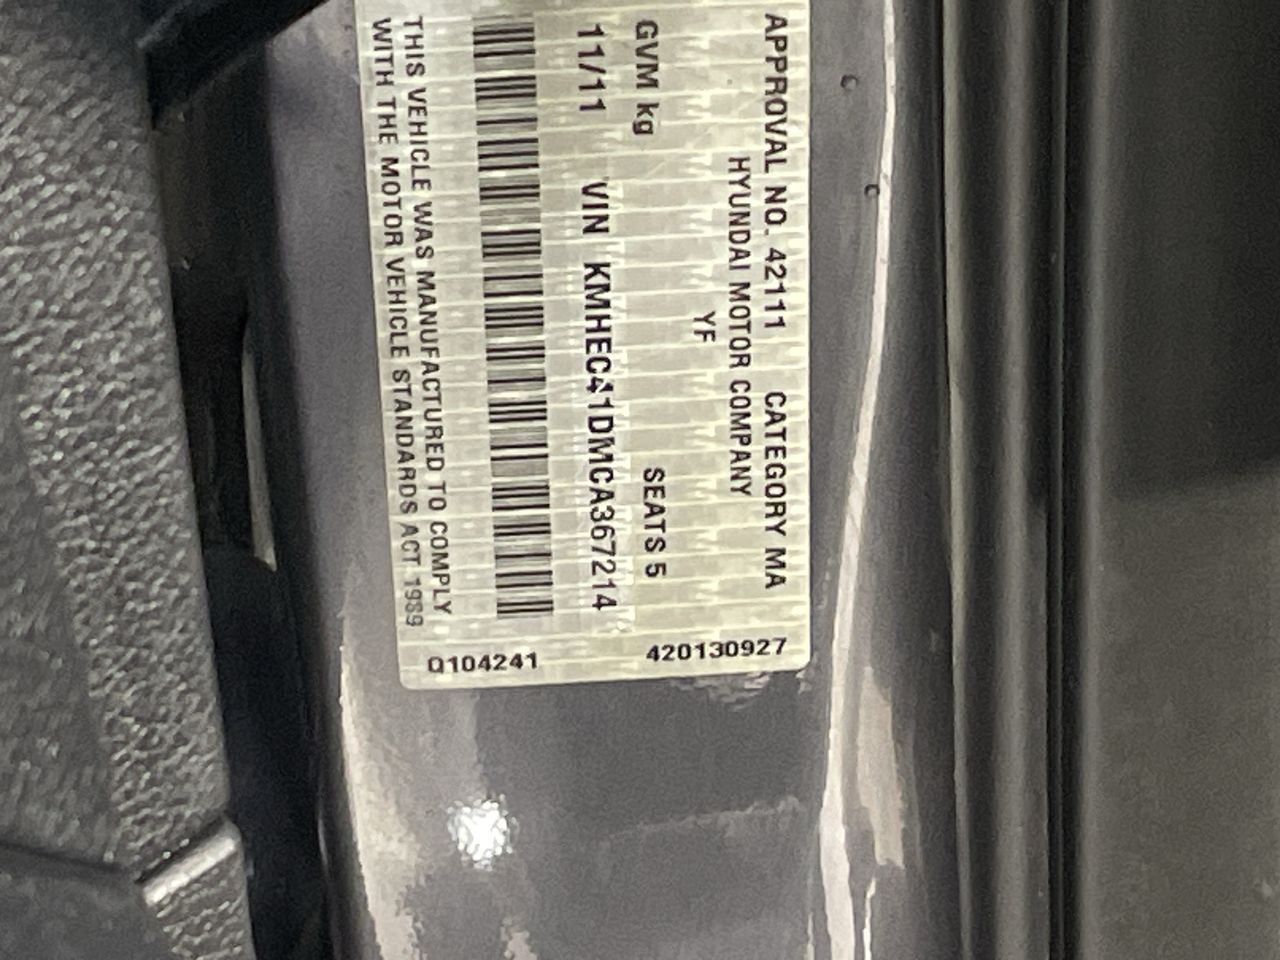 APPROVAL NO. 42111 CATEGORY MA
HYUNDAI MOTOR COMPANY
YF
GVM kg SEATS 5
11/11 VIN KMHEC41DMCA367214
THIS VEHICLE WAS MANUFACTURED TO COMPLY
WITH THE MOTOR VEHICLE STANDARDS ACT 1989
420130927
Q104241